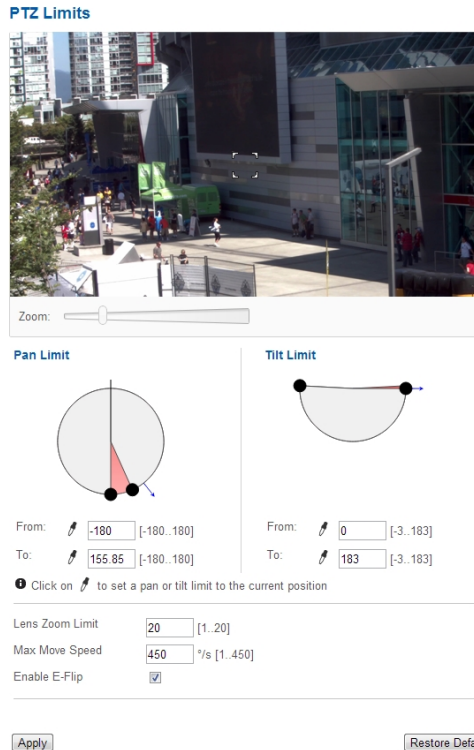 PTZ Limits
Zoom:
Pan Limit
Tilt Limit
From: -180 [-180..180]
From: 0 [-3..183]
To: 155.85 [-180..180]
To: 183 [-3..183]
Click on to set a pan or tilt limit to the current position
Lens Zoom Limit 20 [1..20]
Max Move Speed 450 °/s [1..450]
Enable E-Flip
Apply
Restore Defa